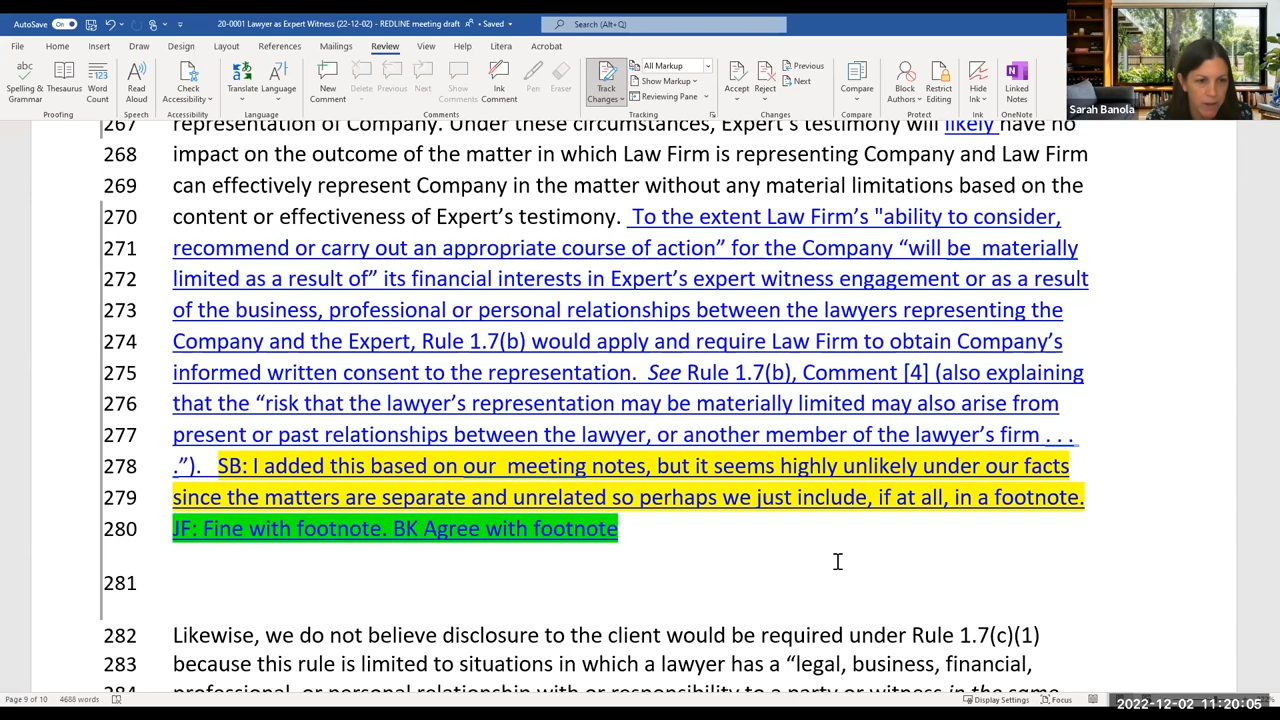 AutoSave On 20-0001 Lawyer as Expert Witness (22-12-02) - REDLINE meeting draft • Saved Search (Alt+Q)
File Home Insert Draw Design Layout References Mailings Review View Help Litera Acrobat
Spelling & Grammar Thesaurus Word Count Read Aloud Check Accessibility Translate Language New Comment Delete Previous Next Show Comments Ink Comment Pen Eraser Track Changes All Markup Show Markup Reviewing Pane Accept Reject Previous Next Compare Block Authors Restrict Editing Hide Ink Linked Notes
Proofing Speech Accessibility Language Comments Tracking Changes Compare Protect Ink OneNote
Sarah Banola
267 representation of Company. Under these circumstances, Expert's testimony will likely have no
268 impact on the outcome of the matter in which Law Firm is representing Company and Law Firm
269 can effectively represent Company in the matter without any material limitations based on the
270 content or effectiveness of Expert's testimony. To the extent Law Firm's "ability to consider,
271 recommend or carry out an appropriate course of action" for the Company "will be materially
272 limited as a result of" its financial interests in Expert's expert witness engagement or as a result
273 of the business, professional or personal relationships between the lawyers representing the
274 Company and the Expert, Rule 1.7(b) would apply and require Law Firm to obtain Company's
275 informed written consent to the representation. See Rule 1.7(b), Comment [4] (also explaining
276 that the "risk that the lawyer's representation may be materially limited may also arise from
277 present or past relationships between the lawyer, or another member of the lawyer's firm . . .
278 ."). SB: I added this based on our meeting notes, but it seems highly unlikely under our facts
279 since the matters are separate and unrelated so perhaps we just include, if at all, in a footnote.
280 JF: Fine with footnote. BK Agree with footnote
281
282 Likewise, we do not believe disclosure to the client would be required under Rule 1.7(c)(1)
283 because this rule is limited to situations in which a lawyer has a "legal, business, financial,
284 professional, or personal relationship with or responsibility to a party or witness in the same
Page 9 of 10 4688 words Display Settings Focus
2022-12-02 11:20:05